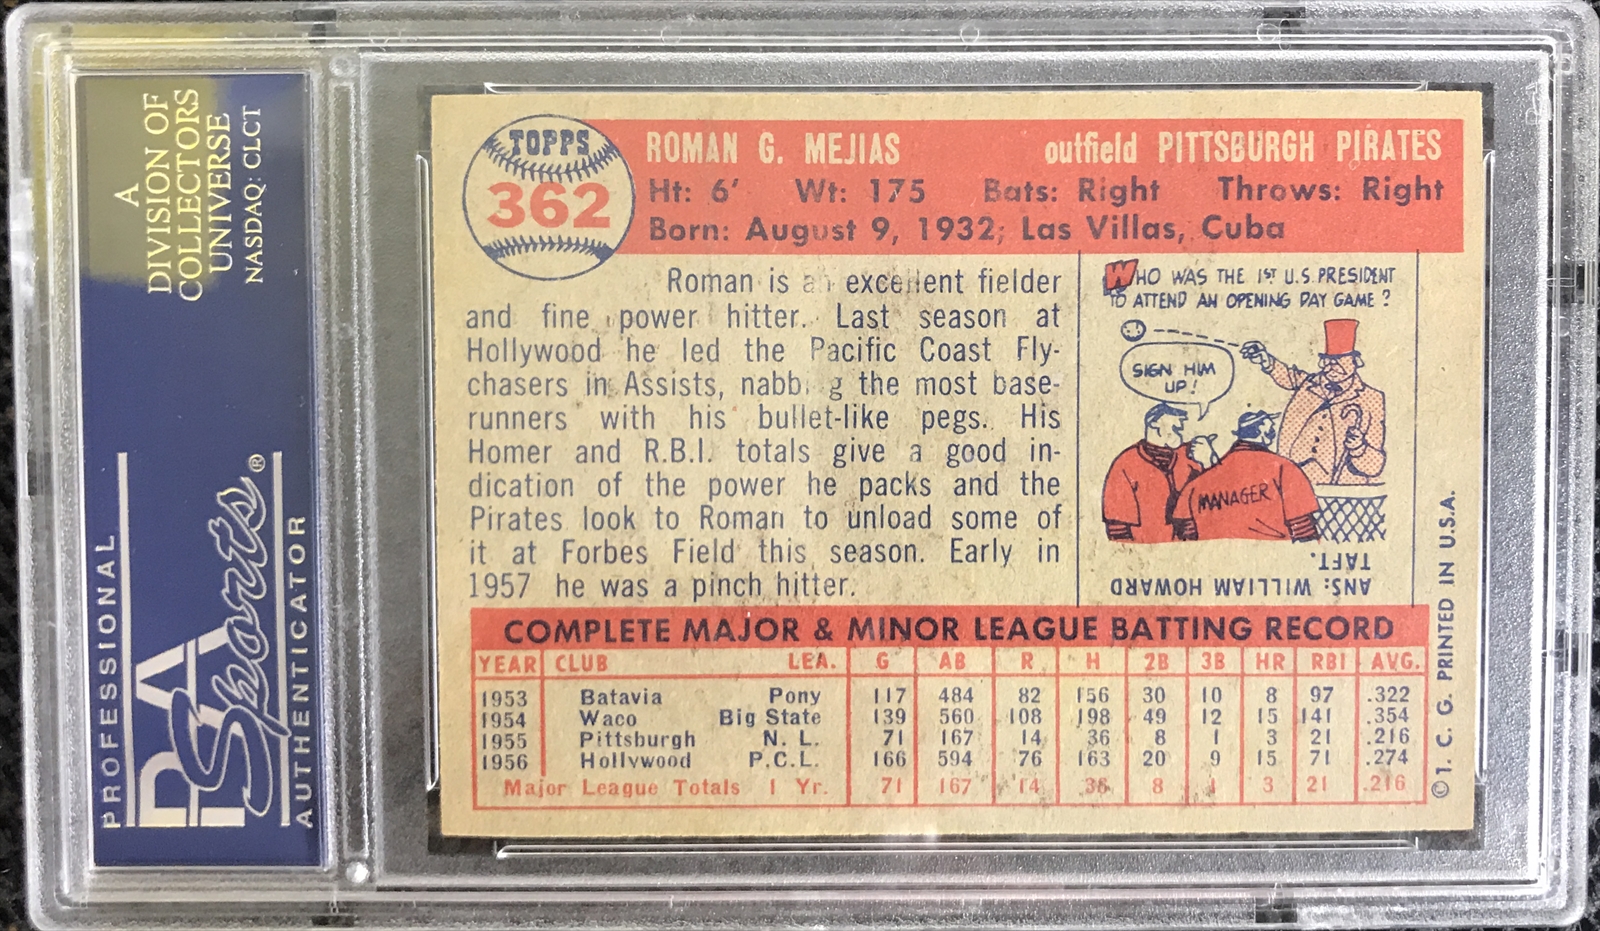 A
DIVISION OF
COLLECTORS
UNIVERSE
NASDAQ: CLCT
PROFESSIONAL
PSA
Sports®
AUTHENTICATOR
TOPPS
362
ROMAN G. MEJIAS outfield PITTSBURGH PIRATES
Ht: 6' Wt: 175 Bats: Right Throws: Right
Born: August 9, 1932; Las Villas, Cuba
Roman is an excellent fielder
and fine power hitter. Last season at
Hollywood he led the Pacific Coast Fly-
chasers in Assists, nabbing the most base-
runners with his bullet-like pegs. His
Homer and R.B.I. totals give a good in-
dication of the power he packs and the
Pirates look to Roman to unload some of
it at Forbes Field this season. Early in
1957 he was a pinch hitter.
WHO WAS THE 1ST U.S. PRESIDENT
TO ATTEND AN OPENING DAY GAME?
SIGN HIM
UP!
MANAGER
ANS: WILLIAM HOWARD
TAFT.
COMPLETE MAJOR & MINOR LEAGUE BATTING RECORD
YEAR CLUB LEA. G AB R H 2B 3B HR RBI AVG.
1953 Batavia Pony 117 484 82 156 30 10 8 97 .322
1954 Waco Big State 139 560 108 198 49 12 15 141 .354
1955 Pittsburgh N. L. 71 167 14 36 8 1 3 21 .216
1956 Hollywood P.C.L. 166 594 76 163 20 9 15 71 .274
Major League Totals 1 Yr. 71 167 14 36 8 1 3 21 .216
© T. C. G. PRINTED IN U.S.A.